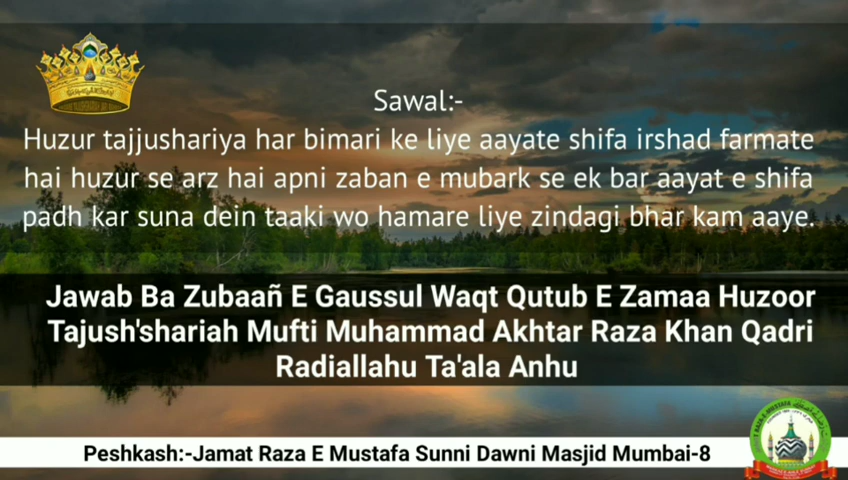 Sawal:-
Huzur tajjushariya har bimari ke liye aayate shifa irshad farmate
hai huzur se arz hai apni zaban e mubark se ek bar aayat e shifa
padh kar suna dein taaki wo hamare liye zindagi bhar kam aaye.
Jawab Ba Zubaañ E Gaussul Waqt Qutub E Zamaa Huzoor
Tajush'shariah Mufti Muhammad Akhtar Raza Khan Qadri
Radiallahu Ta'ala Anhu
Peshkash:-Jamat Raza E Mustafa Sunni Dawni Masjid Mumbai-8